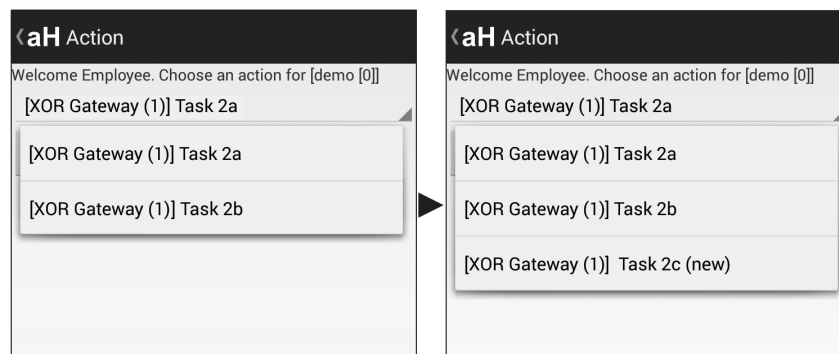 aH Action
Welcome Employee. Choose an action for [demo [0]]
[XOR Gateway (1)] Task 2a
[XOR Gateway (1)] Task 2a
[XOR Gateway (1)] Task 2b
aH Action
Welcome Employee. Choose an action for [demo [0]]
[XOR Gateway (1)] Task 2a
[XOR Gateway (1)] Task 2a
[XOR Gateway (1)] Task 2b
[XOR Gateway (1)] Task 2c (new)